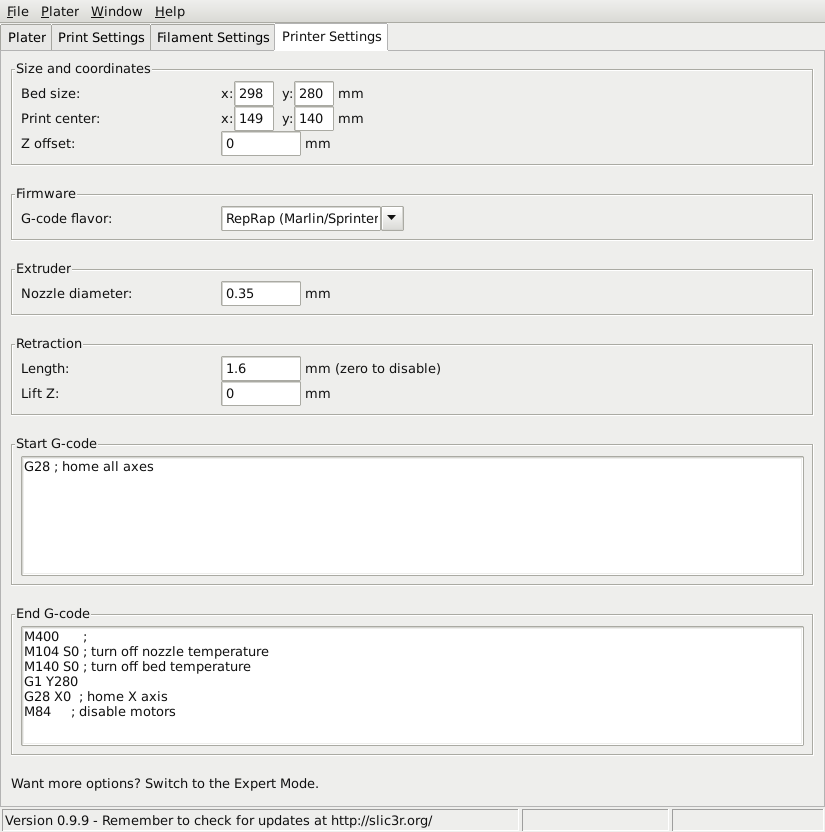 File Plater Window Help
Plater Print Settings Filament Settings Printer Settings
Size and coordinates
Bed size: x: 298 y: 280 mm
Print center: x: 149 y: 140 mm
Z offset: 0 mm
Firmware
G-code flavor: RepRap (Marlin/Sprinter
Extruder
Nozzle diameter: 0.35 mm
Retraction
Length: 1.6 mm (zero to disable)
Lift Z: 0 mm
Start G-code
G28 ; home all axes
End G-code
M400 ;
M104 S0 ; turn off nozzle temperature
M140 S0 ; turn off bed temperature
G1 Y280
G28 X0 ; home X axis
M84 ; disable motors
Want more options? Switch to the Expert Mode.
Version 0.9.9 - Remember to check for updates at http://slic3r.org/